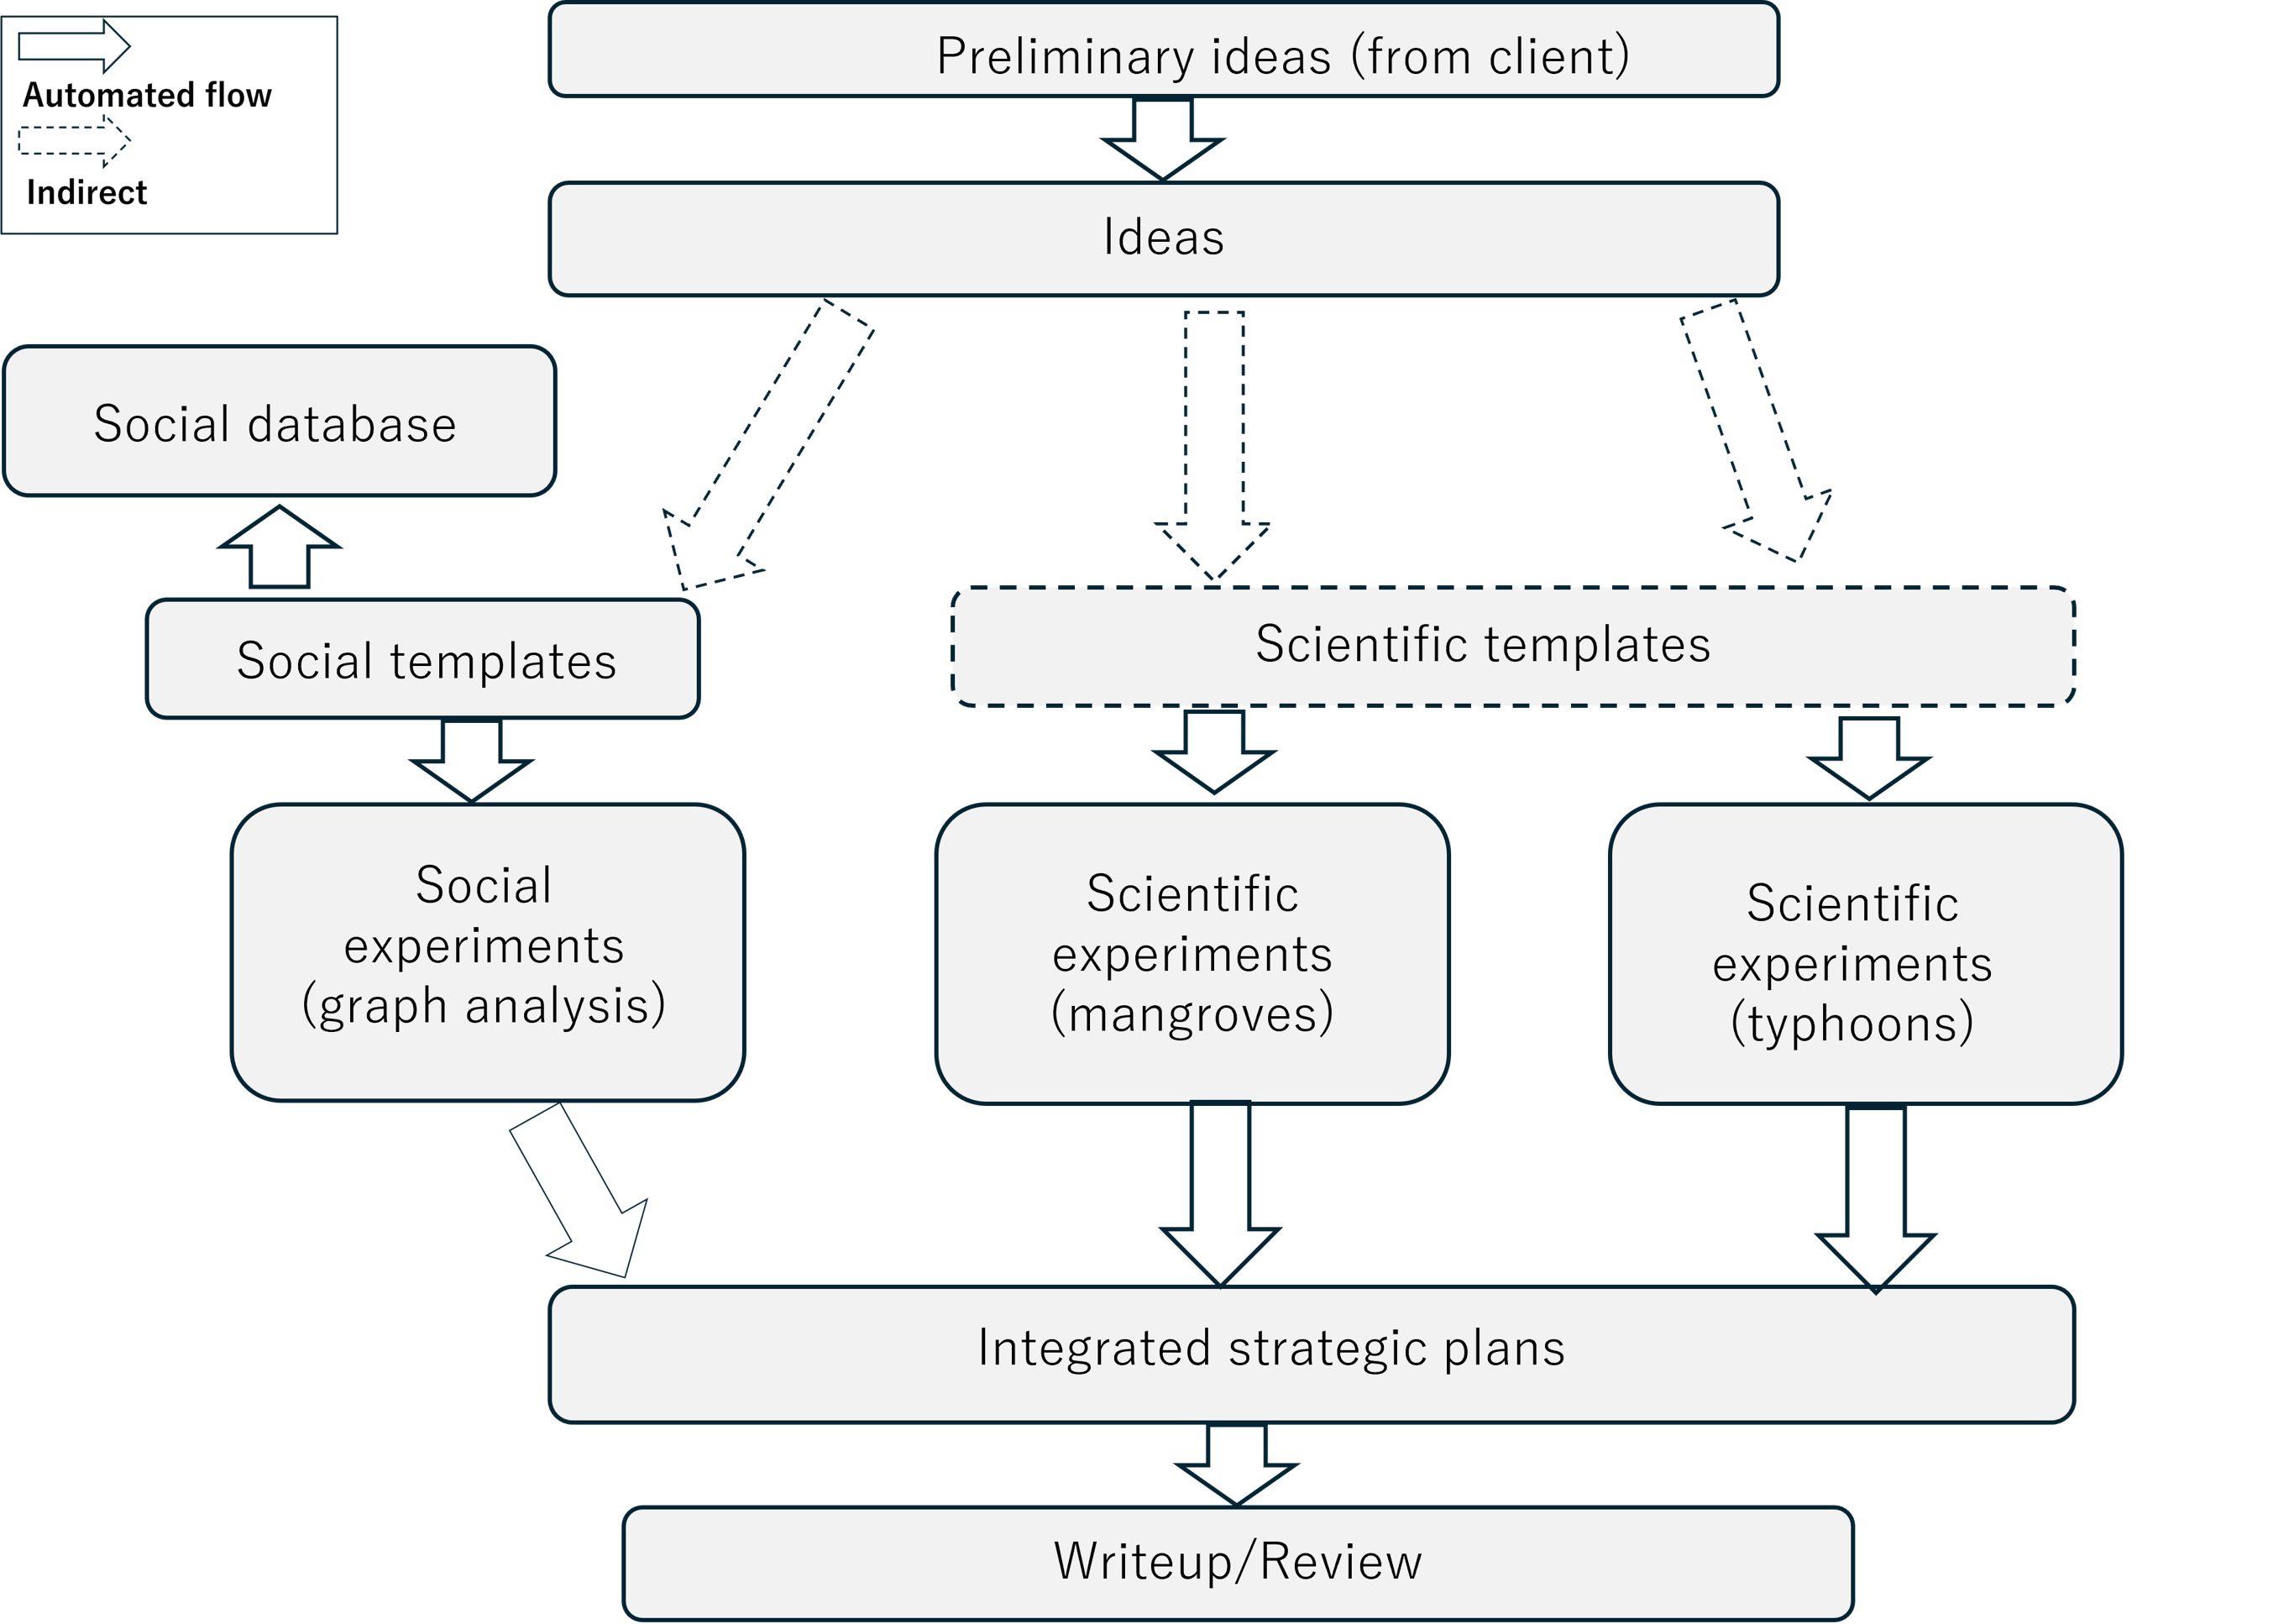 Automated flow
Indirect
Preliminary ideas (from client)
Ideas
Social database
Social templates
Scientific templates
Social
experiments
(graph analysis)
Scientific
experiments
(mangroves)
Scientific
experiments
(typhoons)
Integrated strategic plans
Writeup/Review